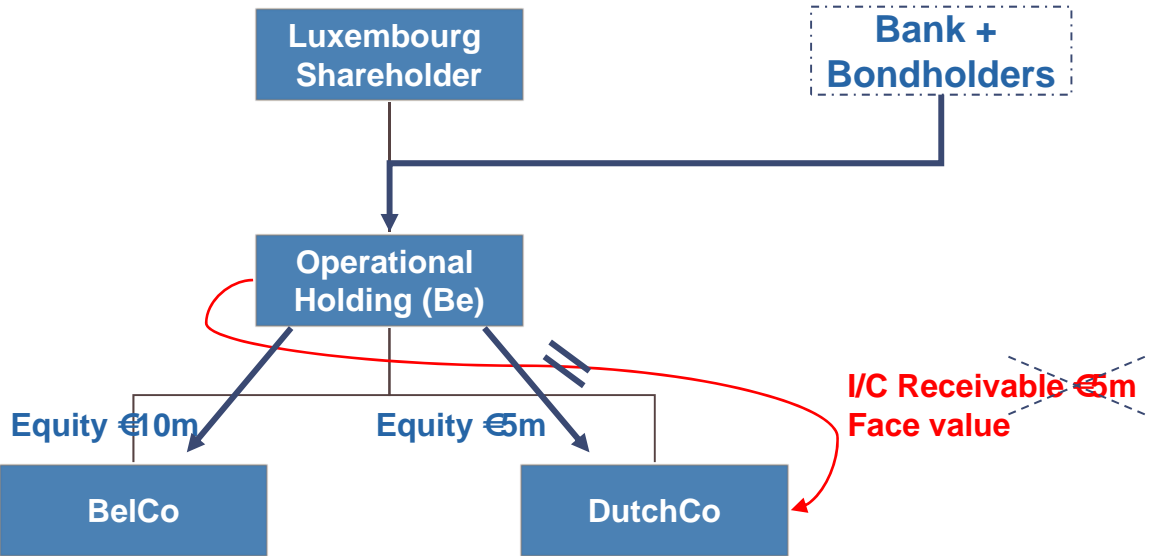 Luxembourg
Shareholder
Bank +
Bondholders
Operational
Holding (Be)
I/C Receivable €5m
Face value
Equity €10m
Equity €5m
BelCo
DutchCo